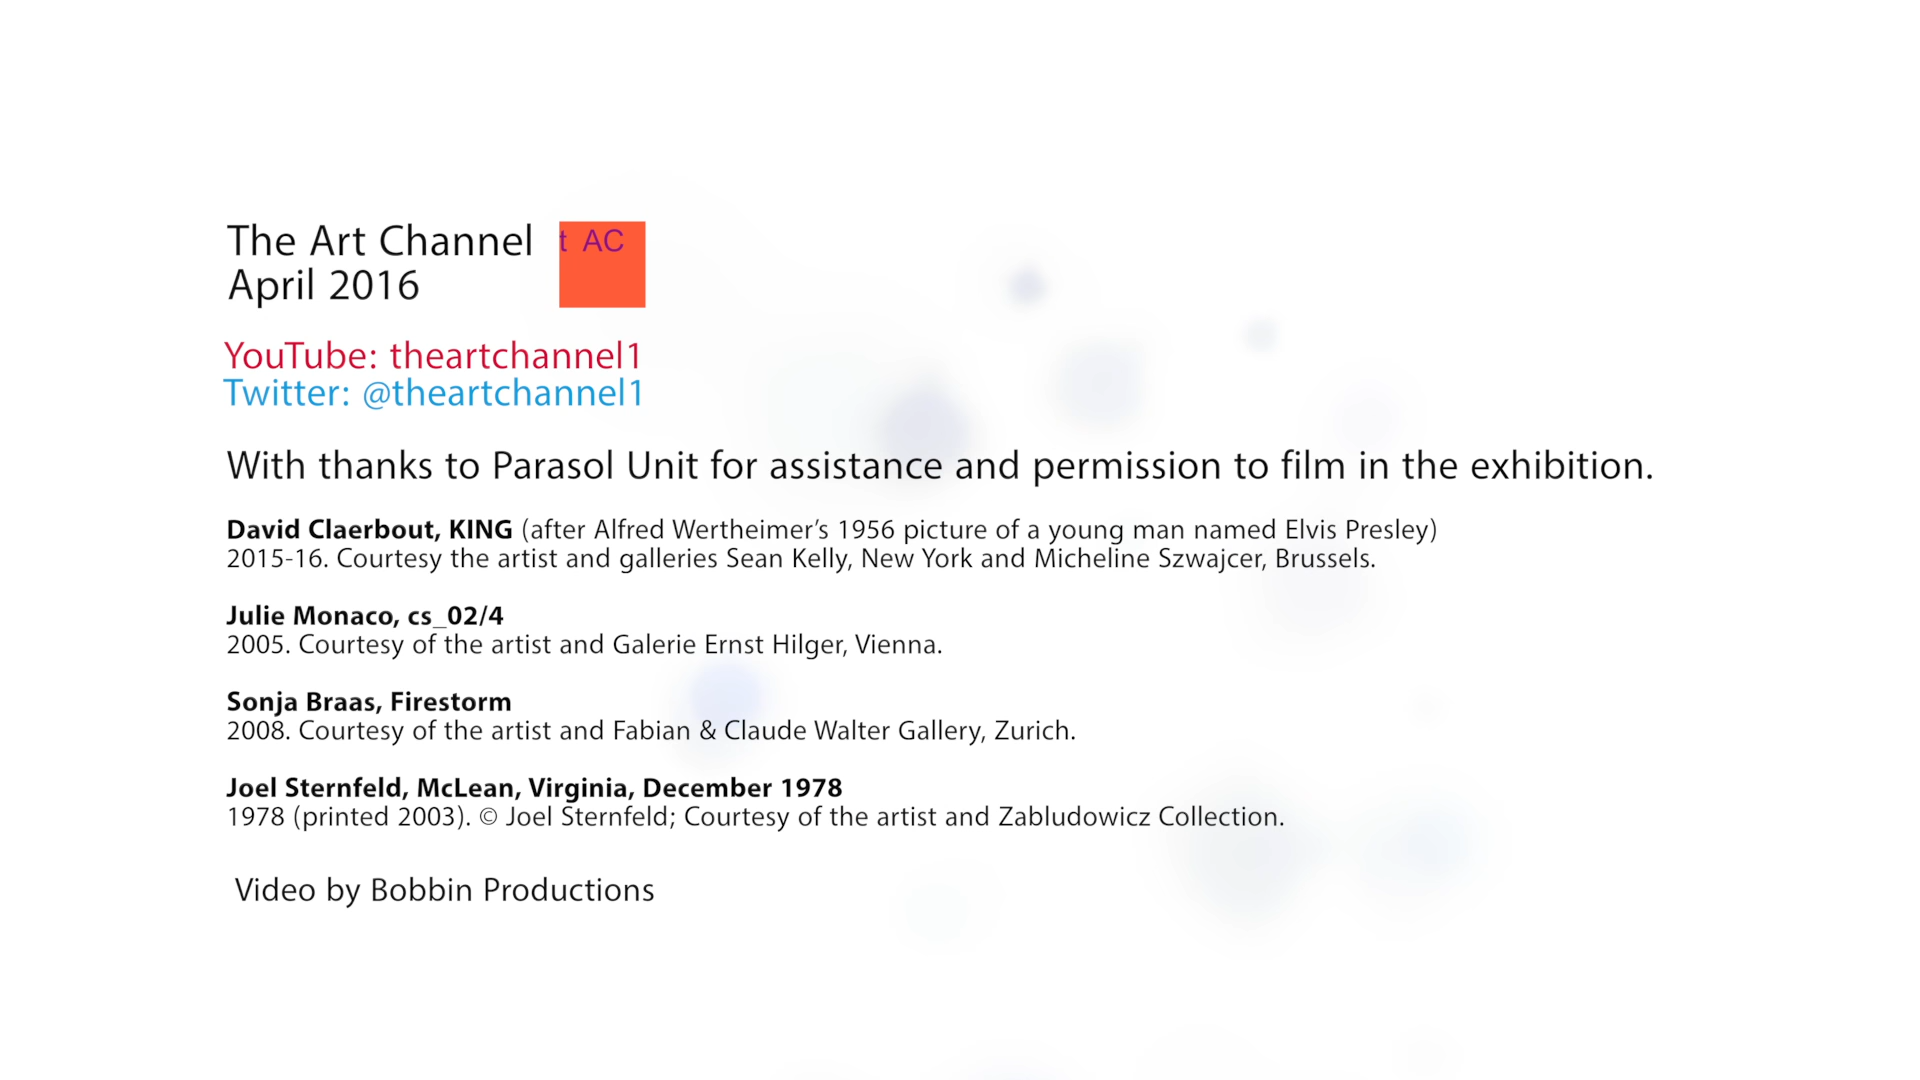 The Art Channel
t AC
April 2016
YouTube: theartchannel1
Twitter: @theartchannel1
With thanks to Parasol Unit for assistance and permission to film in the exhibition.
David Claerbout, KING (after Alfred Wertheimer’s 1956 picture of a young man named Elvis Presley)
2015-16. Courtesy the artist and galleries Sean Kelly, New York and Micheline Szwajcer, Brussels.
Julie Monaco, cs_02/4
2005. Courtesy of the artist and Galerie Ernst Hilger, Vienna.
Sonja Braas, Firestorm
2008. Courtesy of the artist and Fabian & Claude Walter Gallery, Zurich.
Joel Sternfeld, McLean, Virginia, December 1978
1978 (printed 2003). © Joel Sternfeld; Courtesy of the artist and Zabludowicz Collection.
Video by Bobbin Productions